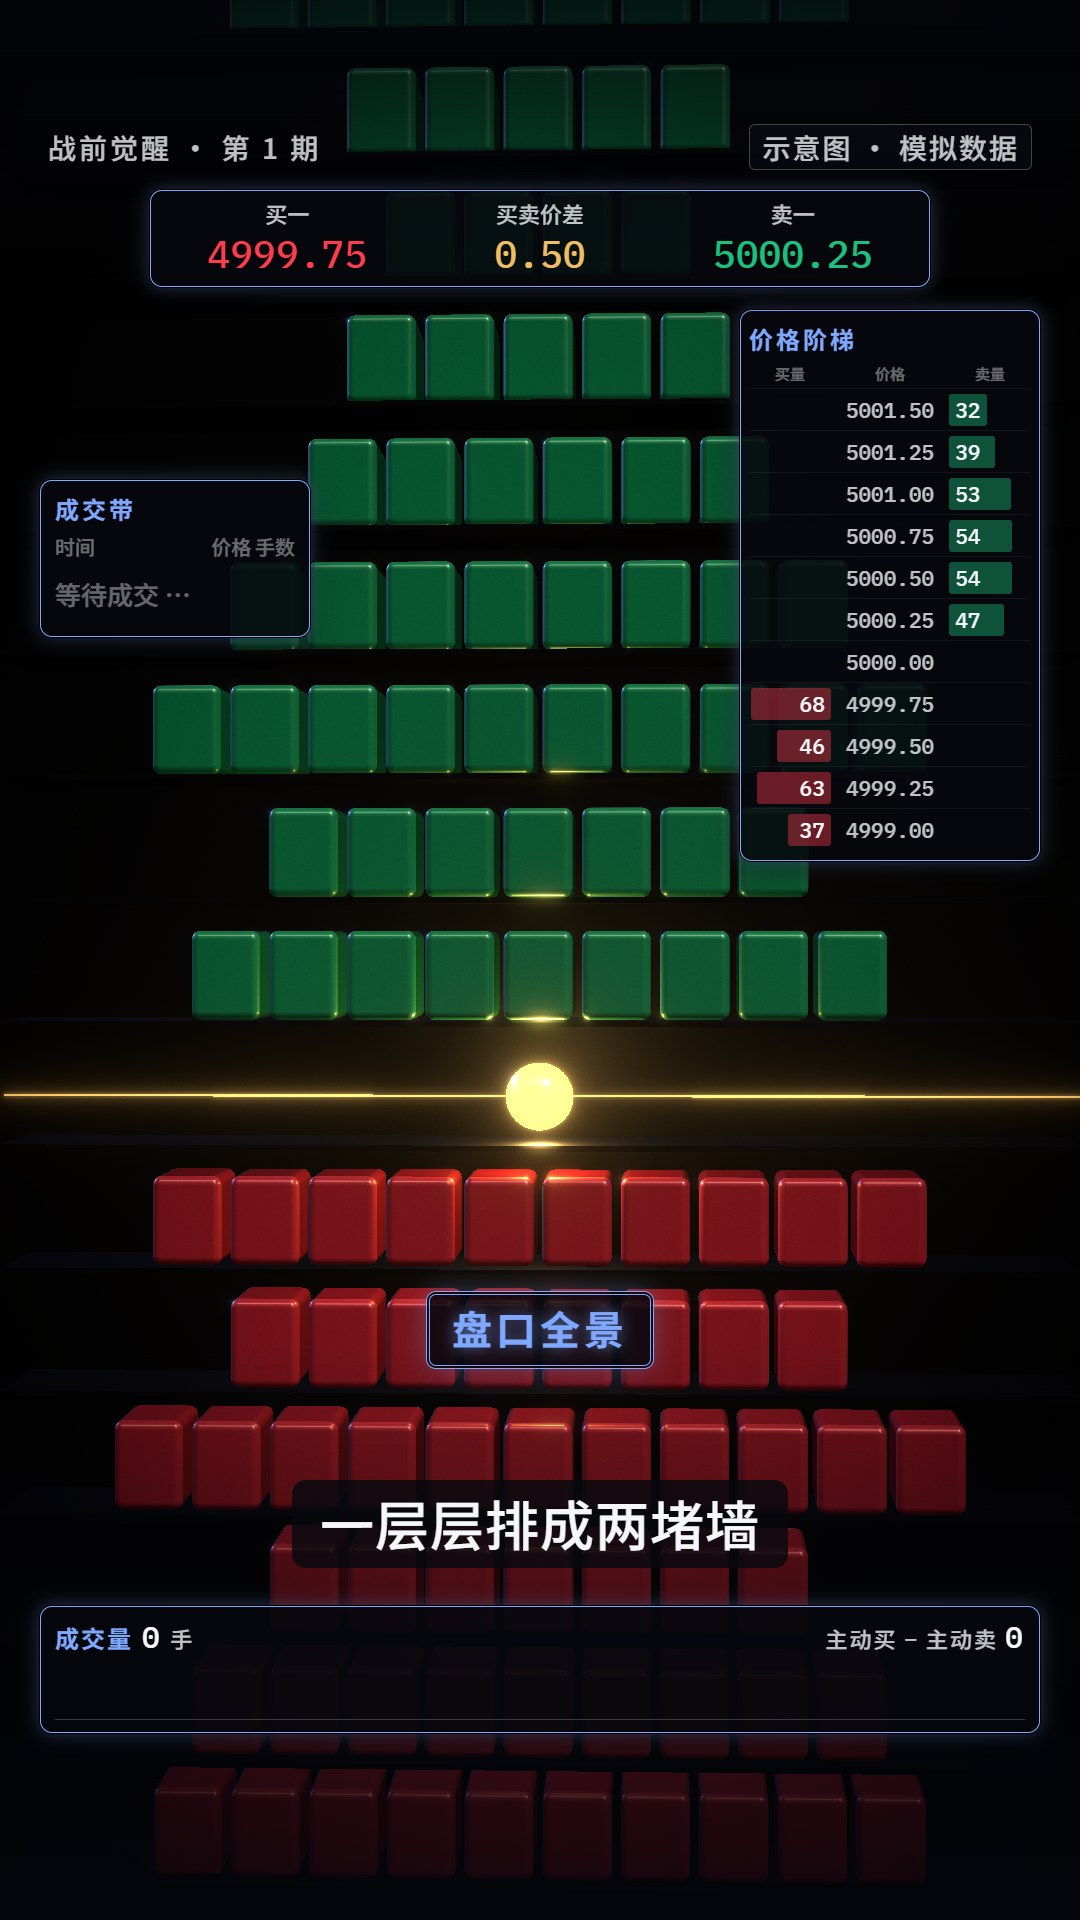 战前觉醒 · 第 1 期
示意图 · 模拟数据
买一 买卖价差 卖一
4999.75 0.50 5000.25
价格阶梯
买量 价格 卖量
5001.50 32
5001.25 39
5001.00 53
5000.75 54
5000.50 54
5000.25 47
5000.00
68 4999.75
46 4999.50
63 4999.25
37 4999.00
成交带
时间 价格 手数
等待成交 ···
盘口全景
一层层排成两堵墙
成交量 0 手
主动买 – 主动卖 0